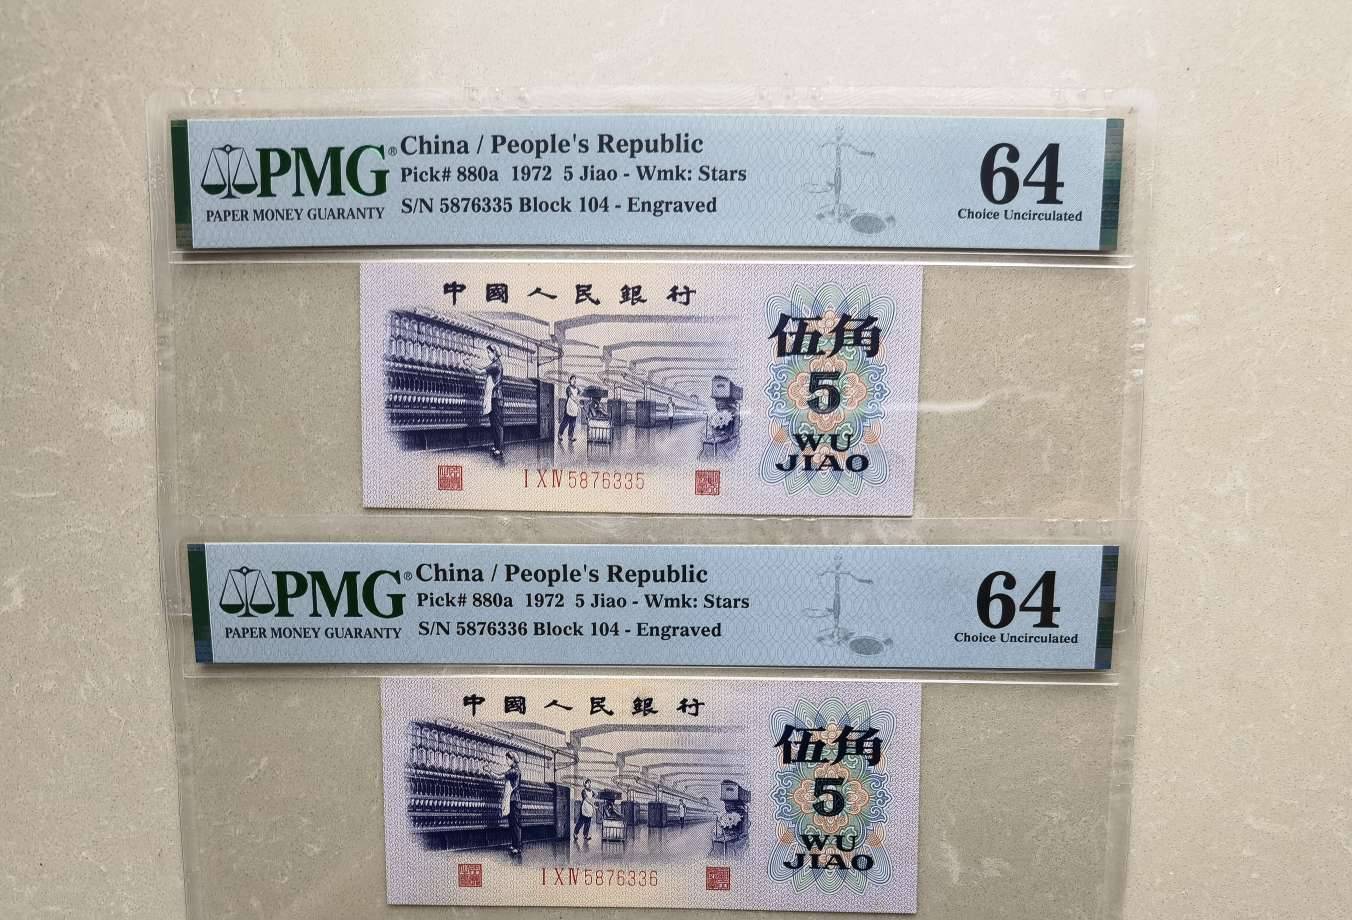 PMG®
PAPER MONEY GUARANTY
China / People's Republic
Pick# 880a 1972 5 Jiao - Wmk: Stars
S/N 5876335 Block 104 - Engraved
64
Choice Uncirculated
中國人民銀行
伍角
5
WU
JIAO
I X IV 5876335
PMG®
PAPER MONEY GUARANTY
China / People's Republic
Pick# 880a 1972 5 Jiao - Wmk: Stars
S/N 5876336 Block 104 - Engraved
64
Choice Uncirculated
中國人民銀行
伍角
5
WU
JIAO
I X IV 5876336